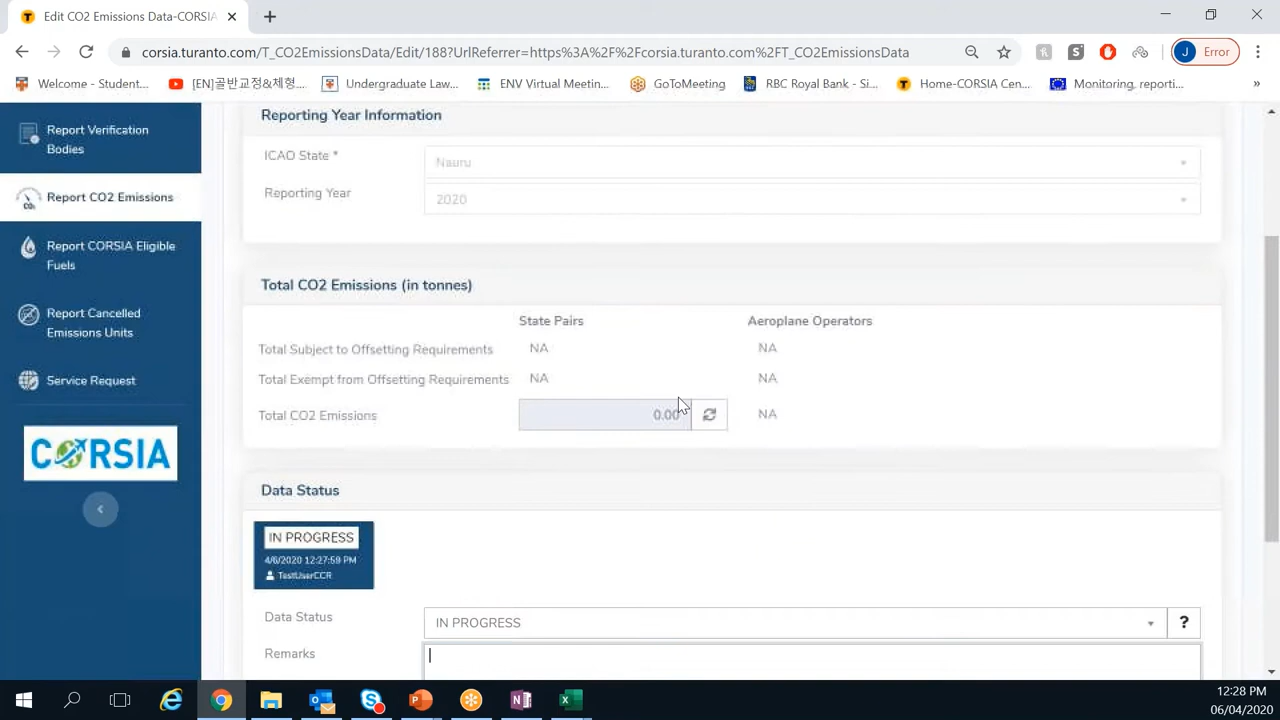 Edit CO2 Emissions Data-CORSIA
corsia.turanto.com/T_CO2EmissionsData/Edit/188?UrlReferrer=https%3A%2F%2Fcorsia.turanto.com%2FT_CO2EmissionsData
J Error
Welcome - Student...
[EN]골반교정&체형...
Undergraduate Law...
ENV Virtual Meetin...
GoToMeeting
RBC Royal Bank - Si...
Home-CORSIA Cen...
Monitoring, reporti...
»
Report Verification
Bodies
Report CO2 Emissions
Report CORSIA Eligible
Fuels
Report Cancelled
Emissions Units
Service Request
CORSIA
Reporting Year Information
ICAO State *
Nauru
Reporting Year
2020
Total CO2 Emissions (in tonnes)
State Pairs
Aeroplane Operators
Total Subject to Offsetting Requirements
NA
NA
Total Exempt from Offsetting Requirements
NA
NA
Total CO2 Emissions
0.00
NA
Data Status
IN PROGRESS
4/6/2020 12:27:59 PM
TestUserCCR
Data Status
IN PROGRESS
?
Remarks
12:28 PM
06/04/2020